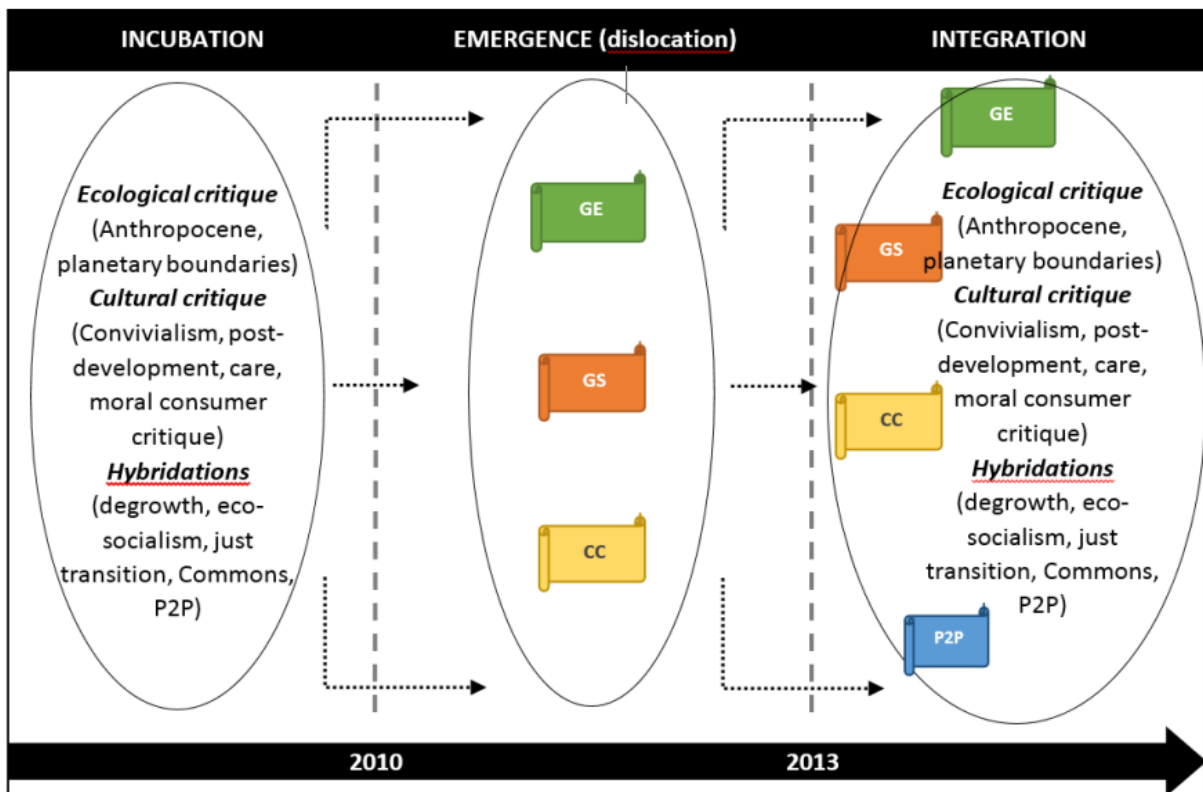 INCUBATION
EMERGENCE (dislocation)
INTEGRATION
Ecological critique
(Anthropocene,
planetary boundaries)
Cultural critique
(Convivialism, post-
development, care,
moral consumer
critique)
Hybridations
(degrowth, eco-
socialism, just
transition, Commons,
P2P)
GE
GS
CC
GE
GS
CC
P2P
Ecological critique
(Anthropocene,
planetary boundaries)
Cultural critique
(Convivialism, post-
development, care,
moral consumer
critique)
Hybridations
(degrowth, eco-
socialism, just
transition, Commons,
P2P)
2010
2013